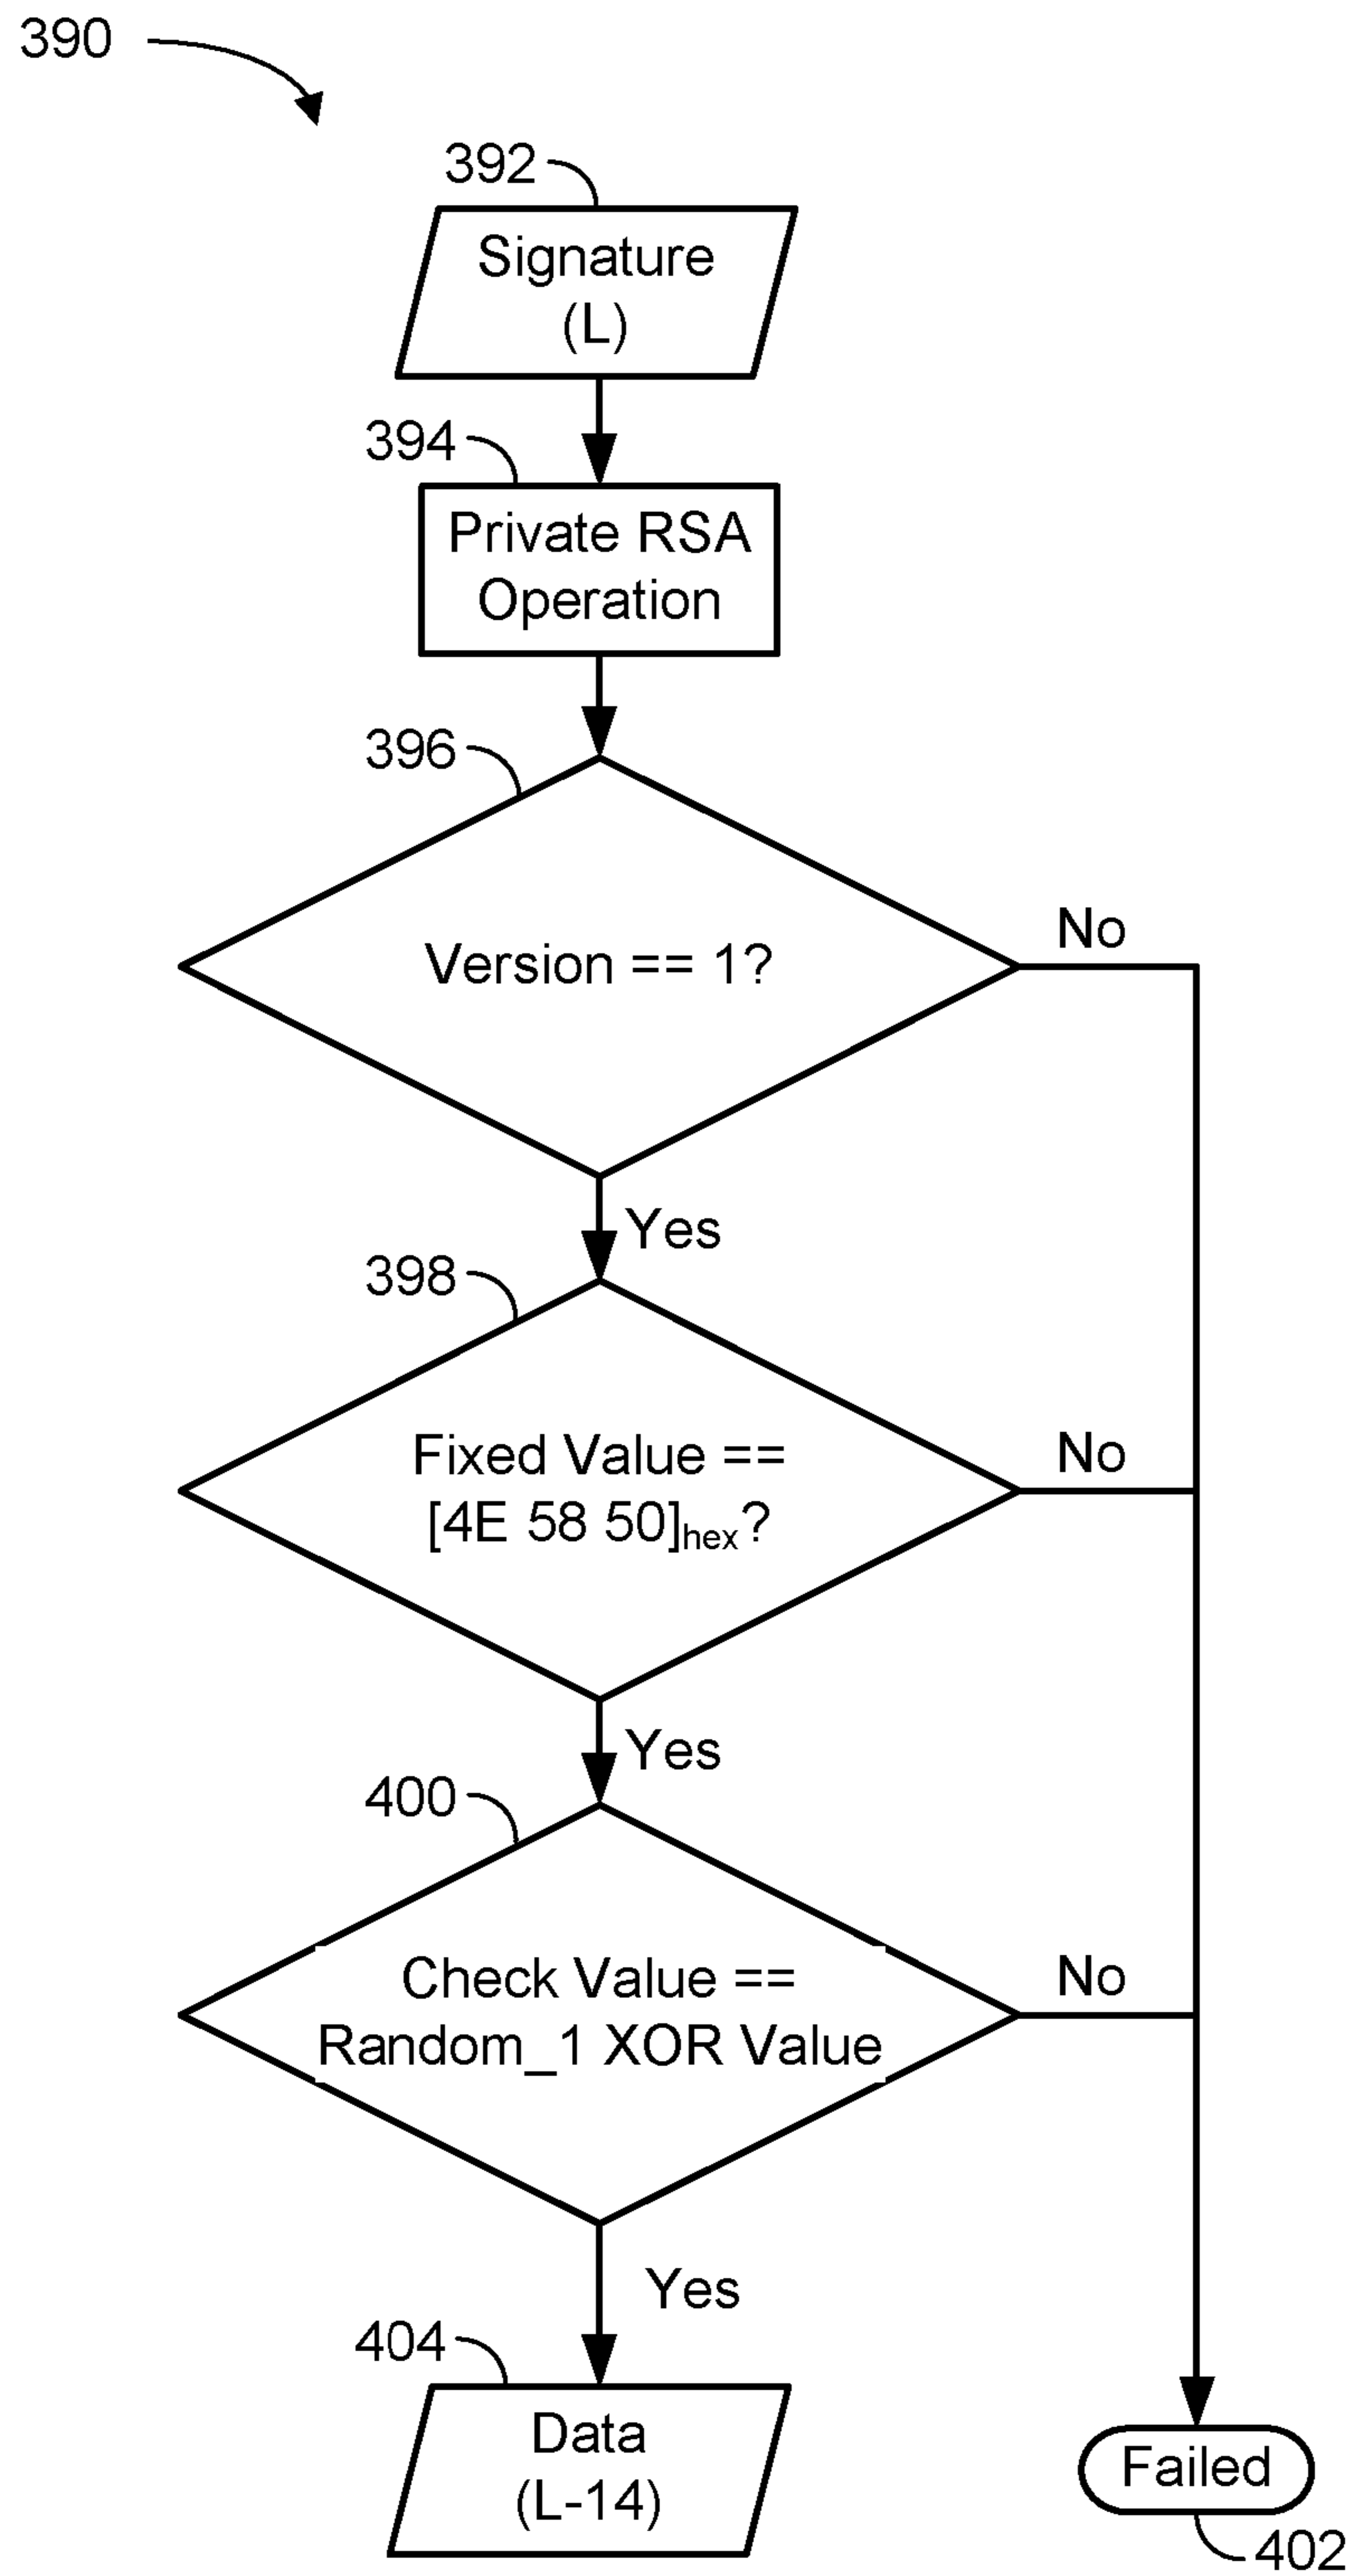 390
392
Signature
(L)
394
Private RSA
Operation
396
Version == 1?
No
Yes
398
Fixed Value ==
[4E 58 50]hex?
No
Yes
400
Check Value ==
Random_1 XOR Value
No
Yes
404
Data
(L-14)
Failed
402